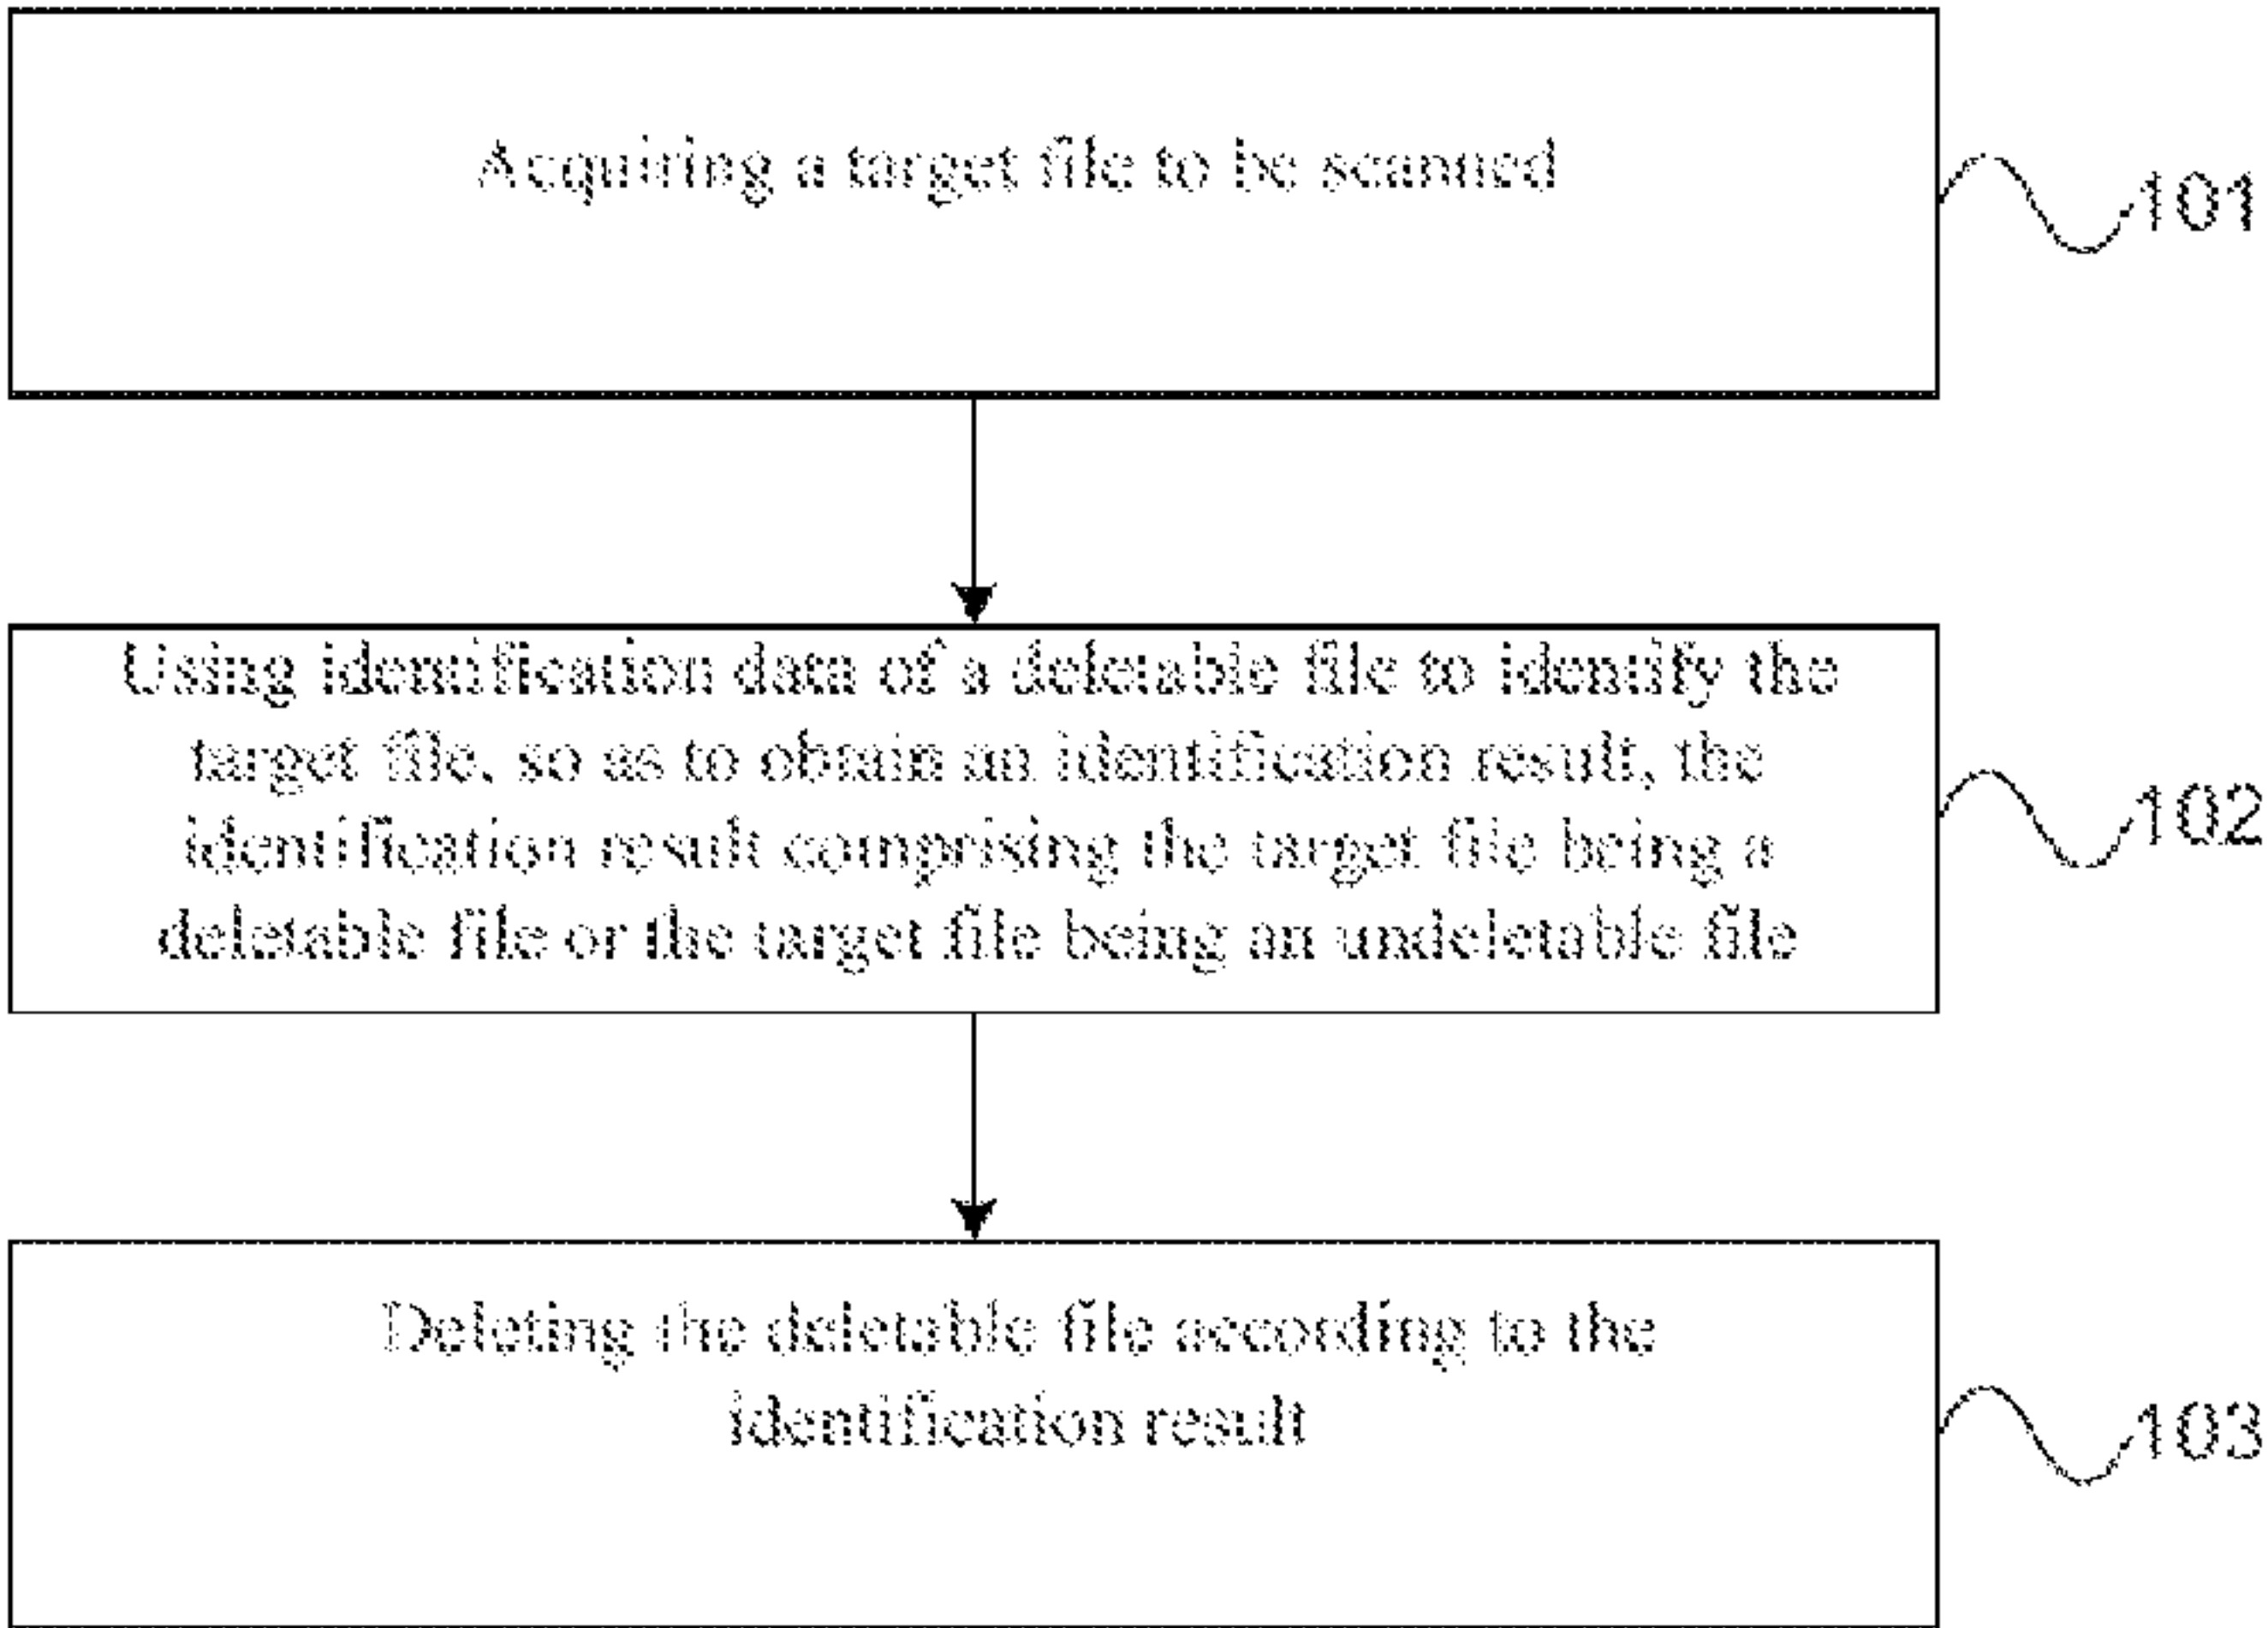 Acquiring a target file to be scanned
101
Using identification data of a deletable file to identify the
target file, so as to obtain an identification result, the
identification result comprising the target file being a
deletable file or the target file being an undeletable file
102
Deleting the deletable file according to the
identification result
103